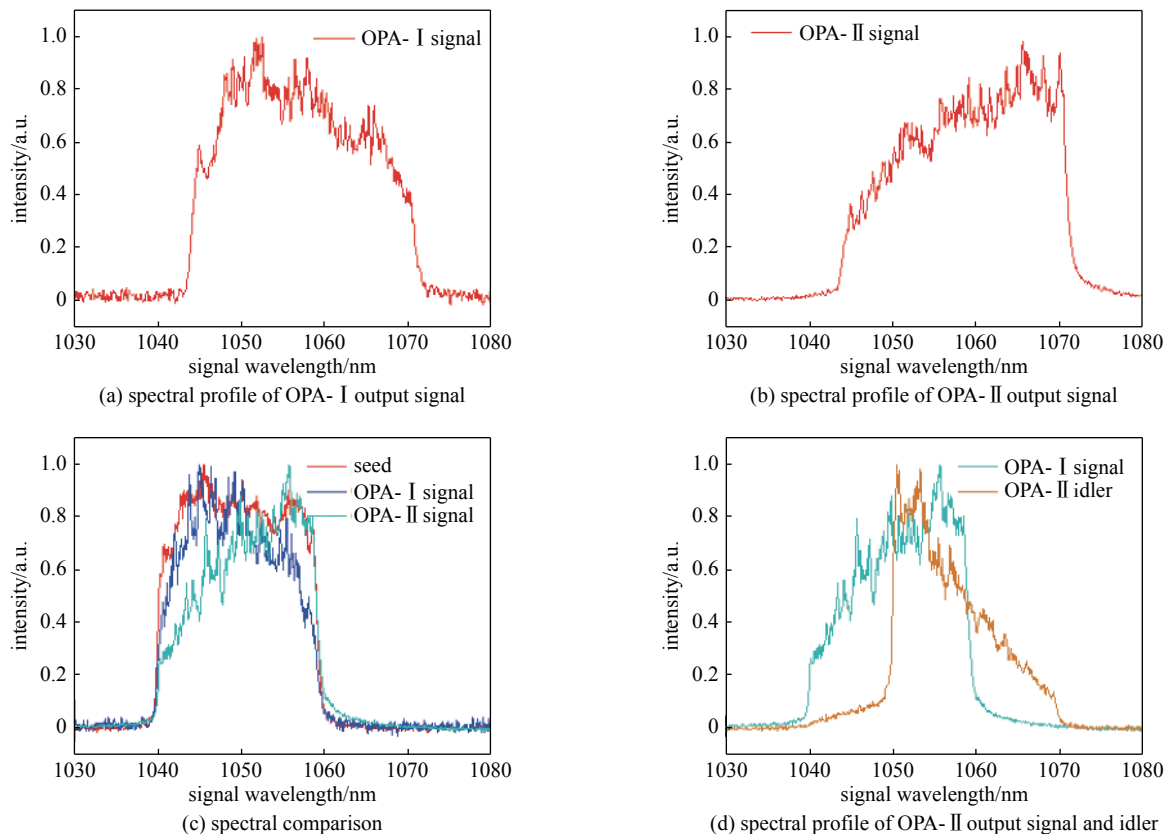 1.0
0.8
0.6
0.4
0.2
0
intensity/a.u.
OPA-Ⅰ signal
1030 1040 1050 1060 1070 1080
signal wavelength/nm
(a) spectral profile of OPA-Ⅰ output signal
1.0
0.8
0.6
0.4
0.2
0
intensity/a.u.
OPA-Ⅱ signal
1030 1040 1050 1060 1070 1080
signal wavelength/nm
(b) spectral profile of OPA-Ⅱ output signal
1.0
0.8
0.6
0.4
0.2
0
intensity/a.u.
seed
OPA-Ⅰ signal
OPA-Ⅱ signal
1030 1040 1050 1060 1070 1080
signal wavelength/nm
(c) spectral comparison
1.0
0.8
0.6
0.4
0.2
0
intensity/a.u.
OPA-Ⅰ signal
OPA-Ⅱ idler
1030 1040 1050 1060 1070 1080
signal wavelength/nm
(d) spectral profile of OPA-Ⅱ output signal and idler